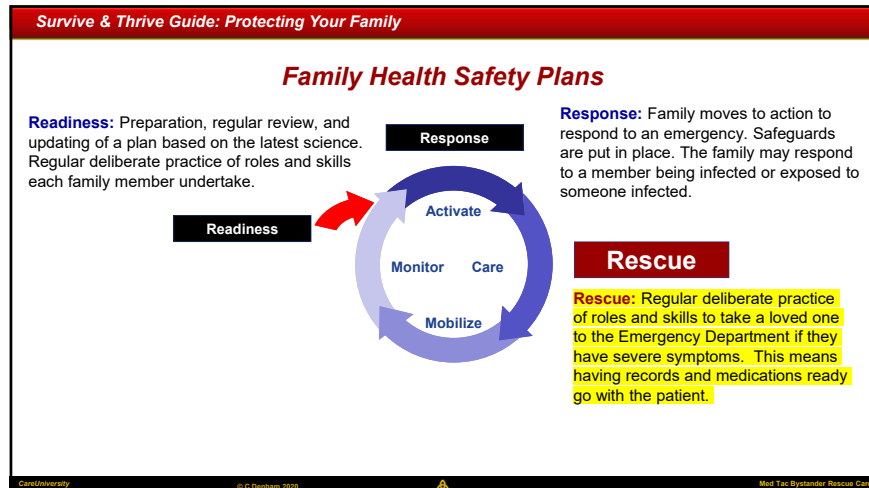 Survive & Thrive Guide: Protecting Your Family
Family Health Safety Plans
Readiness: Preparation, regular review, and
updating of a plan based on the latest science.
Regular deliberate practice of roles and skills
each family member undertake.
Response
Response: Family moves to action to
respond to an emergency. Safeguards
are put in place. The family may respond
to a member being infected or exposed to
someone infected.
Readiness
Activate
Monitor Care
Mobilize
Rescue
Rescue: Regular deliberate practice
of roles and skills to take a loved one
to the Emergency Department if they
have severe symptoms. This means
having records and medications ready
go with the patient.
CareUniversity
© C Denham 2020
Med Tac Bystander Rescue Care